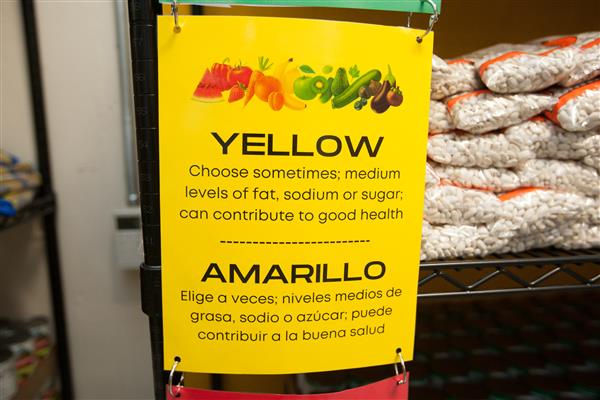 YELLOW
Choose sometimes; medium
levels of fat, sodium or sugar;
can contribute to good health
AMARILLO
Elige a veces; niveles medios de
grasa, sodio o azúcar; puede
contribuir a la buena salud